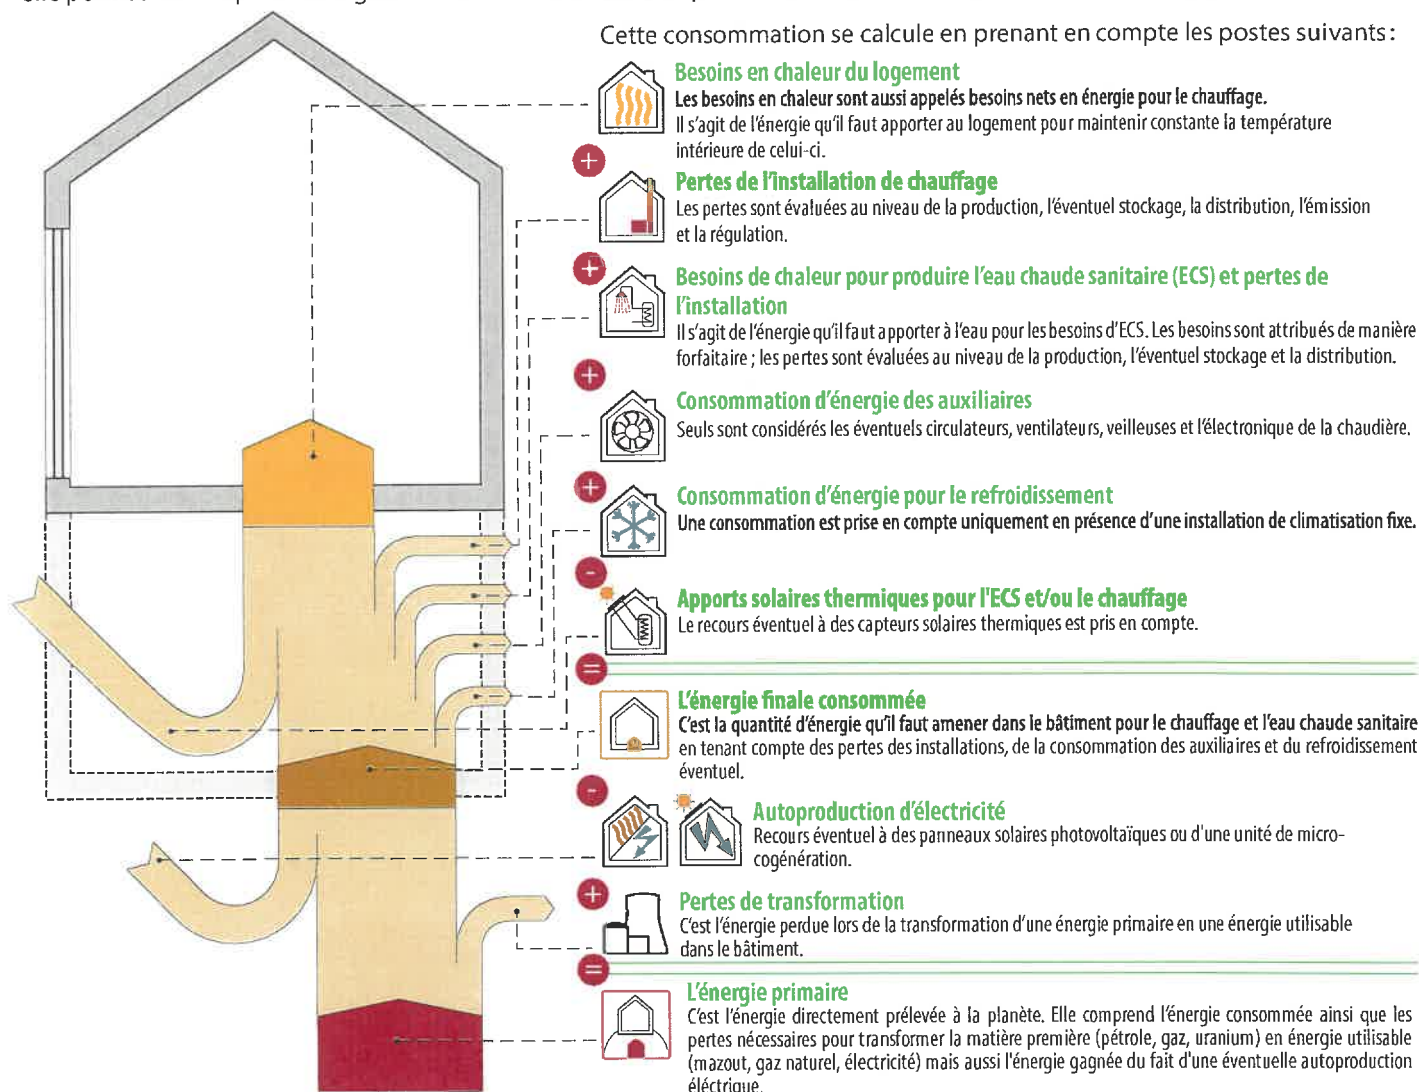 Cette consommation se calcule en prenant en compte les postes suivants :
Besoins en chaleur du logement
Les besoins en chaleur sont aussi appelés besoins nets en énergie pour le chauffage.
Il s'agit de l'énergie qu'il faut apporter au logement pour maintenir constante la température
intérieure de celui-ci.
+
Pertes de l'installation de chauffage
Les pertes sont évaluées au niveau de la production, l'éventuel stockage, la distribution, l'émission
et la régulation.
+
Besoins de chaleur pour produire l'eau chaude sanitaire (ECS) et pertes de
l'installation
Il s'agit de l'énergie qu'il faut apporter à l'eau pour les besoins d'ECS. Les besoins sont attribués de manière
forfaitaire ; les pertes sont évaluées au niveau de la production, l'éventuel stockage et la distribution.
+
Consommation d'énergie des auxiliaires
Seuls sont considérés les éventuels circulateurs, ventilateurs, veilleuses et l'électronique de la chaudière.
+
Consommation d'énergie pour le refroidissement
Une consommation est prise en compte uniquement en présence d'une installation de climatisation fixe.
-
Apports solaires thermiques pour l'ECS et/ou le chauffage
Le recours éventuel à des capteurs solaires thermiques est pris en compte.
=
L'énergie finale consommée
C'est la quantité d'énergie qu'il faut amener dans le bâtiment pour le chauffage et l'eau chaude sanitaire
en tenant compte des pertes des installations, de la consommation des auxiliaires et du refroidissement
éventuel.
-
Autoproduction d'électricité
Recours éventuel à des panneaux solaires photovoltaïques ou d'une unité de micro-
cogénération.
+
Pertes de transformation
C'est l'énergie perdue lors de la transformation d'une énergie primaire en une énergie utilisable
dans le bâtiment.
=
L'énergie primaire
C'est l'énergie directement prélevée à la planète. Elle comprend l'énergie consommée ainsi que les
pertes nécessaires pour transformer la matière première (pétrole, gaz, uranium) en énergie utilisable
(mazout, gaz naturel, électricité) mais aussi l'énergie gagnée du fait d'une éventuelle autoproduction
éléctrique.